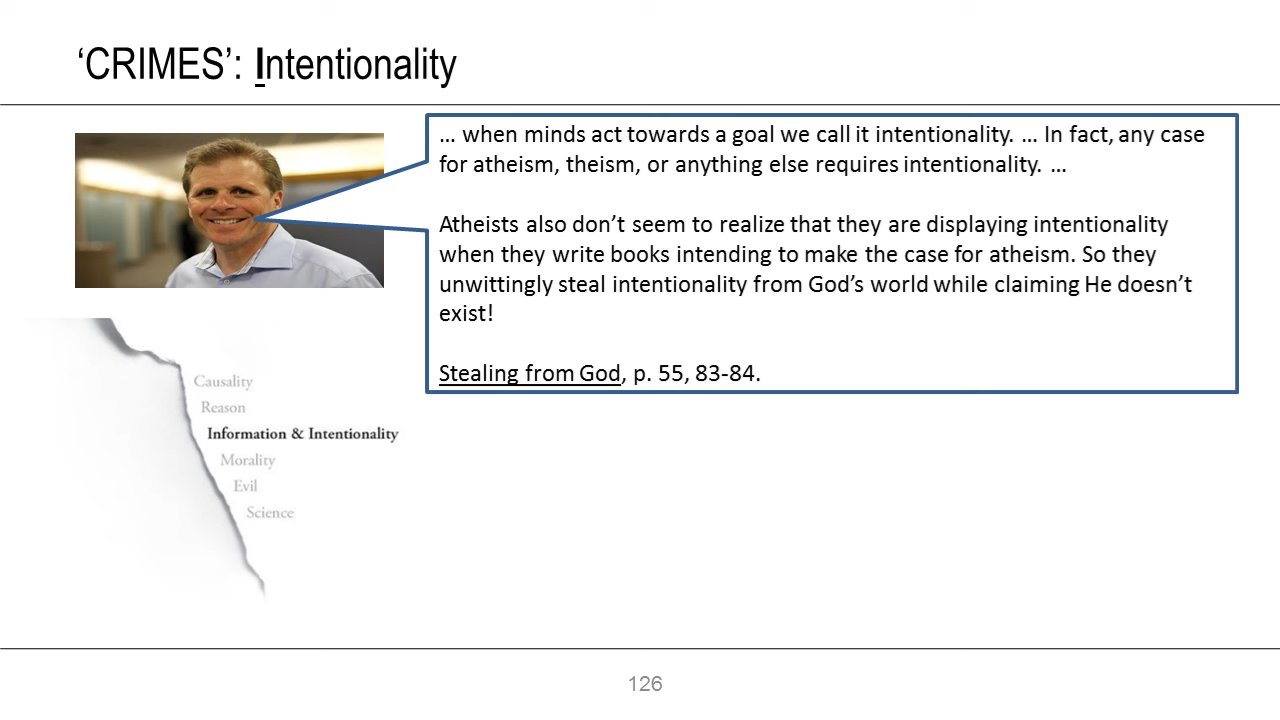 ‘CRIMES’: Intentionality
… when minds act towards a goal we call it intentionality. … In fact, any case
for atheism, theism, or anything else requires intentionality. …
Atheists also don’t seem to realize that they are displaying intentionality
when they write books intending to make the case for atheism. So they
unwittingly steal intentionality from God’s world while claiming He doesn’t
exist!
Stealing from God, p. 55, 83-84.
Causality
Reason
Information & Intentionality
Morality
Evil
Science
126